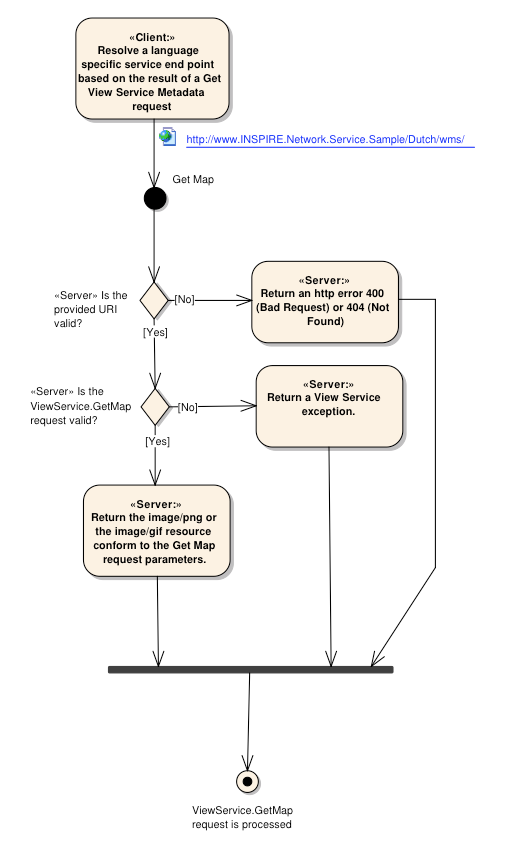 «Client:»
Resolve a language
specific service end point
based on the result of a Get
View Service Metadata
request
http://www.INSPIRE.Network.Service.Sample/Dutch/wms/
Get Map
«Server» Is the
provided URI
valid?
[No]
[Yes]
«Server:»
Return an http error 400
(Bad Request) or 404 (Not
Found)
«Server» Is the
ViewService.GetMap
request valid?
[No]
[Yes]
«Server:»
Return a View Service
exception.
«Server:»
Return the image/png or
the image/gif resource
conform to the Get Map
request parameters.
ViewService.GetMap
request is processed